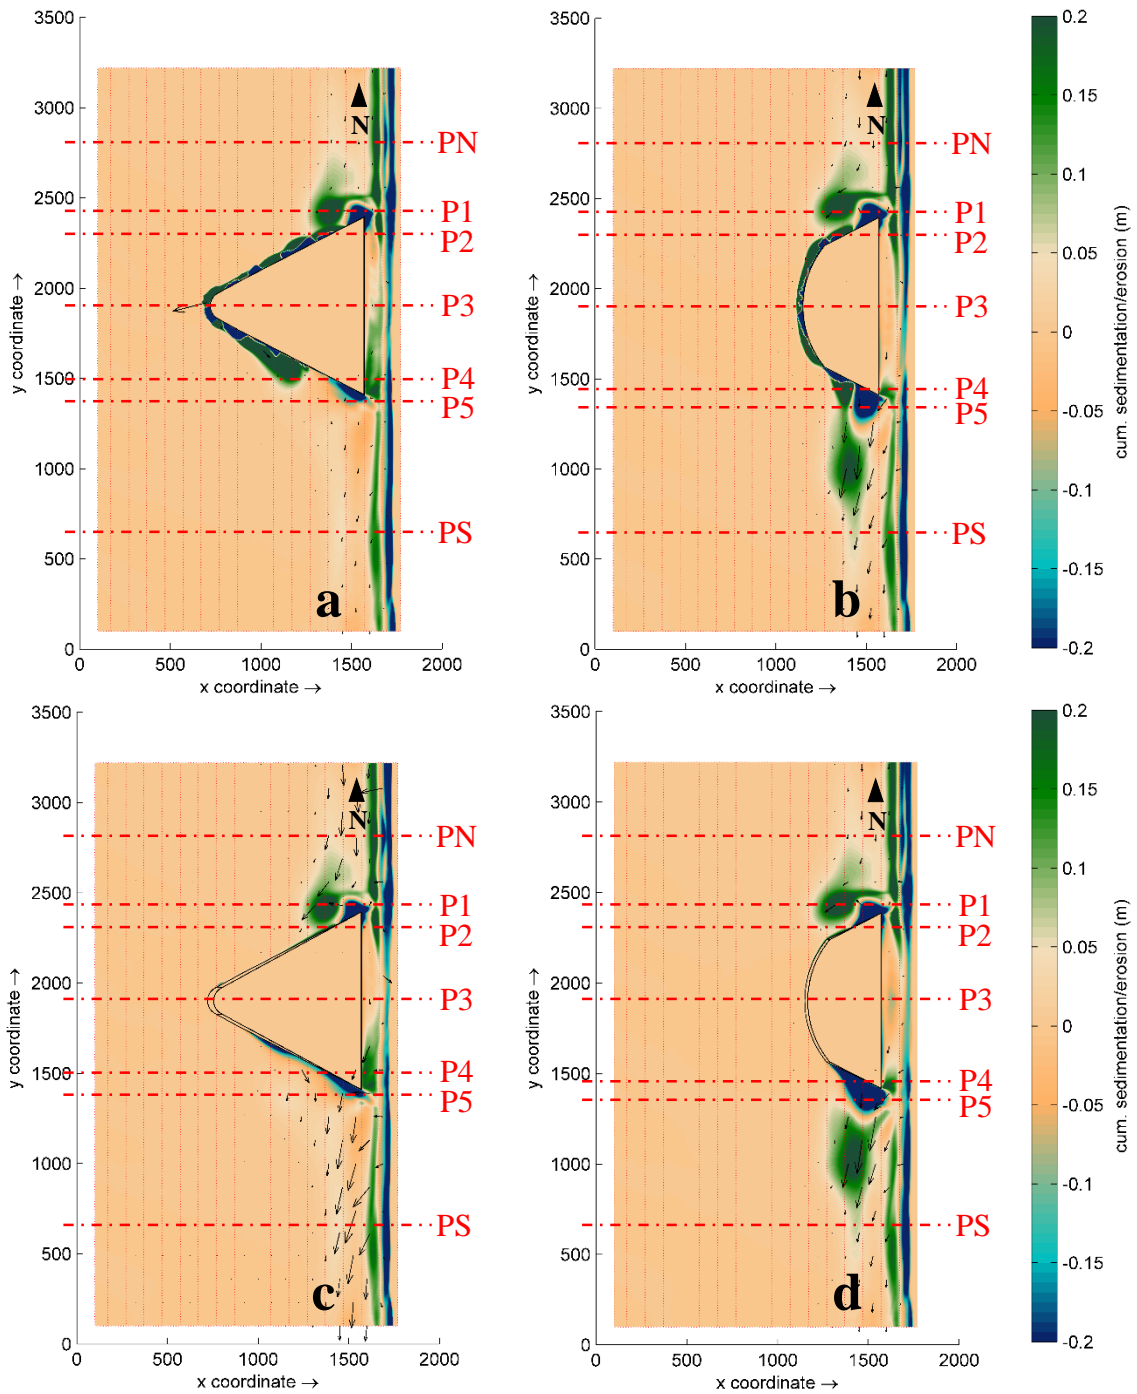 3500
3000
2500
2000
1500
1000
500
0
y coordinate →
0 500 1000 1500 2000
x coordinate →
N
PN
P1
P2
P3
P4
P5
PS
a
3500
3000
2500
2000
1500
1000
500
0
y coordinate →
0 500 1000 1500 2000
x coordinate →
N
PN
P1
P2
P3
P4
P5
PS
b
0.2
0.15
0.1
0.05
0
-0.05
-0.1
-0.15
-0.2
cum. sedimentation/erosion (m)
3500
3000
2500
2000
1500
1000
500
0
y coordinate →
0 500 1000 1500 2000
x coordinate →
N
PN
P1
P2
P3
P4
P5
PS
c
3500
3000
2500
2000
1500
1000
500
0
y coordinate →
0 500 1000 1500 2000
x coordinate →
N
PN
P1
P2
P3
P4
P5
PS
d
0.2
0.15
0.1
0.05
0
-0.05
-0.1
-0.15
-0.2
cum. sedimentation/erosion (m)